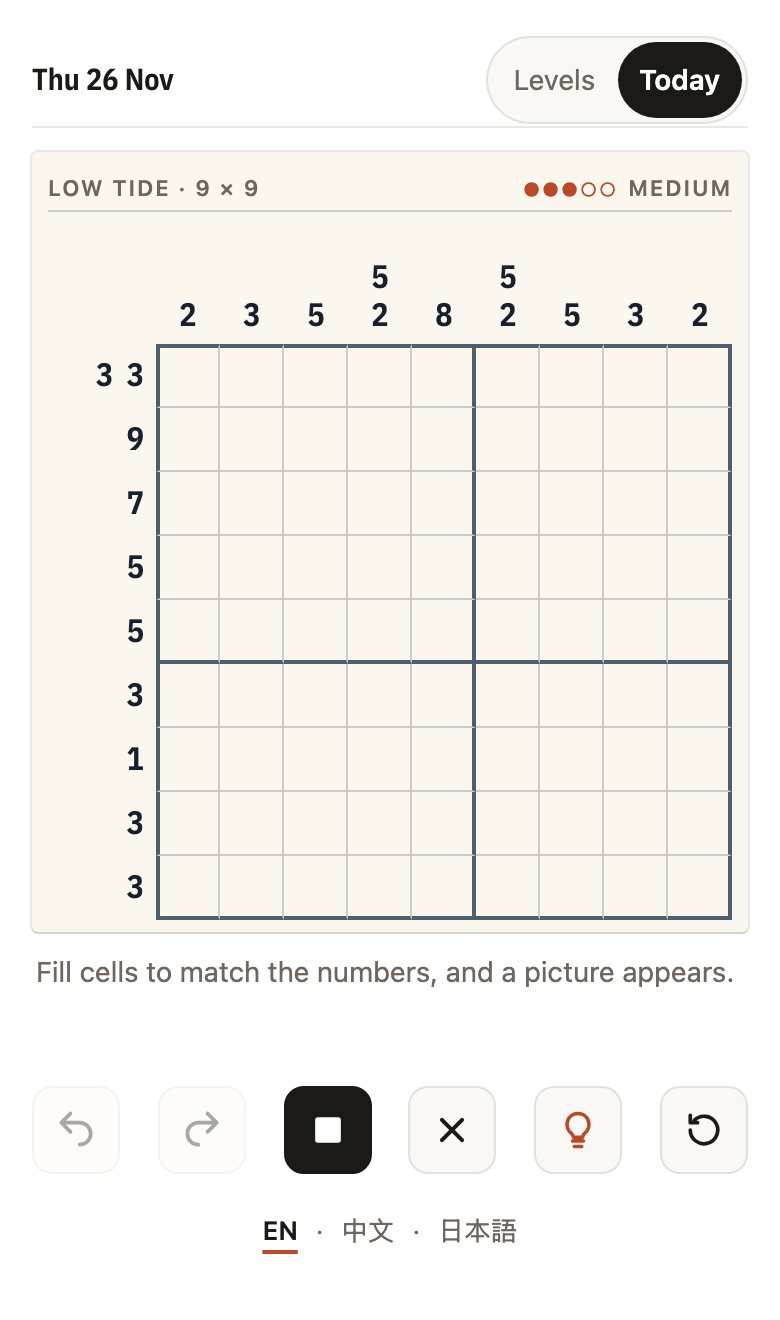 Thu 26 Nov
Levels
Today
LOW TIDE · 9 × 9
MEDIUM
5 5
2 3 5 2 8 2 5 3 2
3 3
9
7
5
5
3
1
3
3
Fill cells to match the numbers, and a picture appears.
EN · 中文 · 日本語